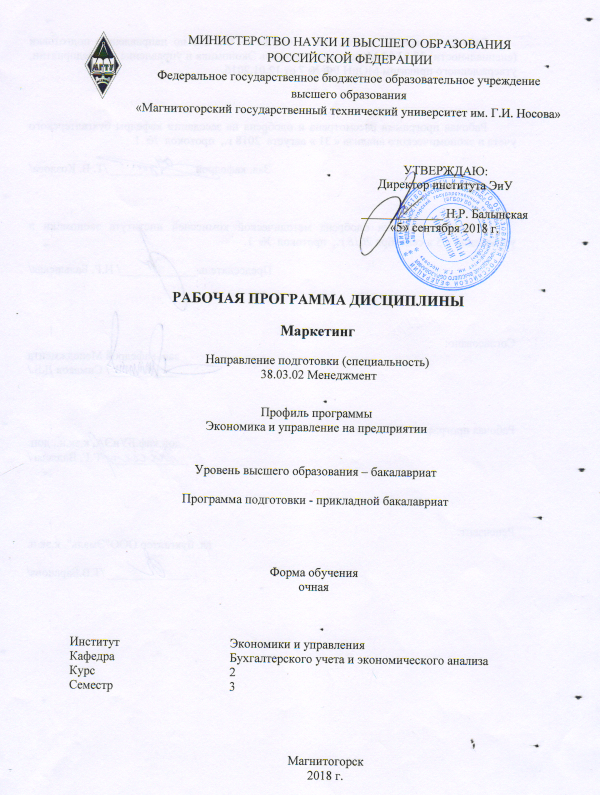 МИНИСТЕРСТВО НАУКИ И ВЫСШЕГО ОБРАЗОВАНИЯ
РОССИЙСКОЙ ФЕДЕРАЦИИ
Федеральное государственное бюджетное образовательное учреждение
высшего образования
«Магнитогорский государственный технический университет им. Г.И. Носова»
МГТУ
УТВЕРЖДАЮ:
Директор института ЭиУ
Н.Р. Балынская
«5» сентября 2018 г.
РАБОЧАЯ ПРОГРАММА ДИСЦИПЛИНЫ
Маркетинг
Направление подготовки (специальность)
38.03.02 Менеджмент
Профиль программы
Экономика и управление на предприятии
Уровень высшего образования – бакалавриат
Программа подготовки - прикладной бакалавриат
Форма обучения
очная
Институт Экономики и управления
Кафедра Бухгалтерского учета и экономического анализа
Курс 2
Семестр 3
Магнитогорск
2018 г.